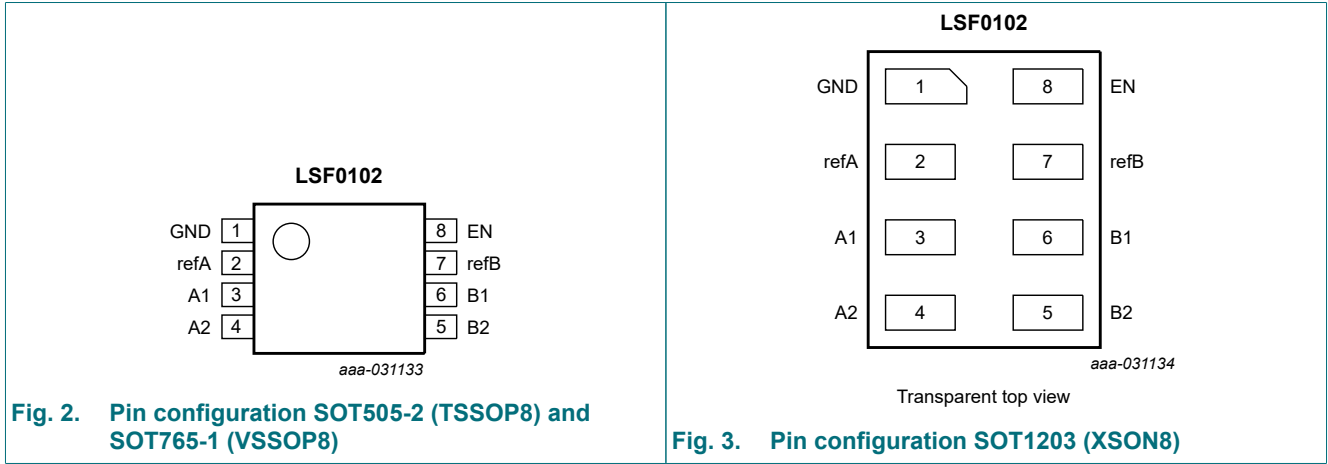 LSF0102
GND 1 8 EN
refA 2 7 refB
A1 3 6 B1
A2 4 5 B2
aaa-031133
Fig. 2. Pin configuration SOT505-2 (TSSOP8) and
SOT765-1 (VSSOP8)
LSF0102
GND 1 8 EN
refA 2 7 refB
A1 3 6 B1
A2 4 5 B2
aaa-031134
Transparent top view
Fig. 3. Pin configuration SOT1203 (XSON8)